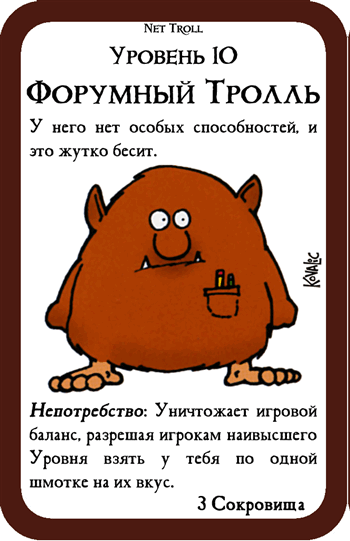 Net Troll
Уровень 10
Форумный Тролль
У него нет особых способностей, и
это жутко бесит.
Kovalic
Непотребство: Уничтожает игровой
баланс, разрешая игрокам наивысшего
Уровня взять у тебя по одной
шмотке на их вкус.
3 Сокровища